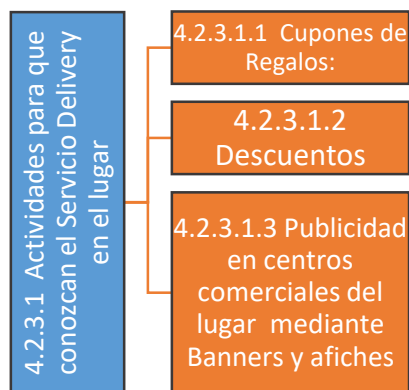 4.2.3.1  Actividades para que
conozcan el Servicio Delivery
en el lugar
4.2.3.1.1  Cupones de
Regalos:
4.2.3.1.2
Descuentos
4.2.3.1.3 Publicidad
en centros
comerciales del
lugar  mediante
Banners y afiches